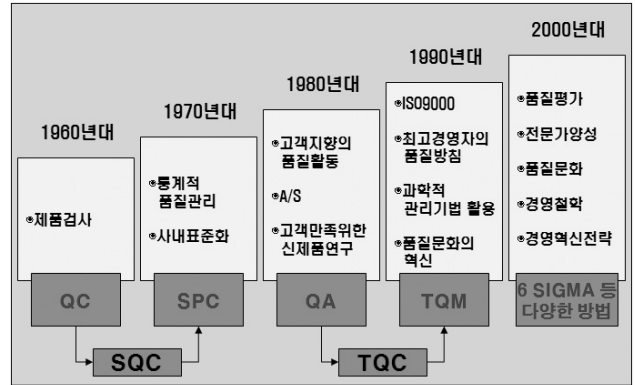 1960년대
◉제품검사
QC
1970년대
◉통계적
품질관리
◉사내표준화
SPC
1980년대
◉고객지향의
품질활동
◉A/S
◉고객만족위한
신제품연구
QA
1990년대
◉ISO9000
◉최고경영자의
품질방침
◉과학적
관리기법 활용
◉품질문화의
혁신
TQM
2000년대
◉품질평가
◉전문가양성
◉품질문화
◉경영철학
◉경영혁신전략
6 SIGMA 등
다양한 방법
SQC
TQC